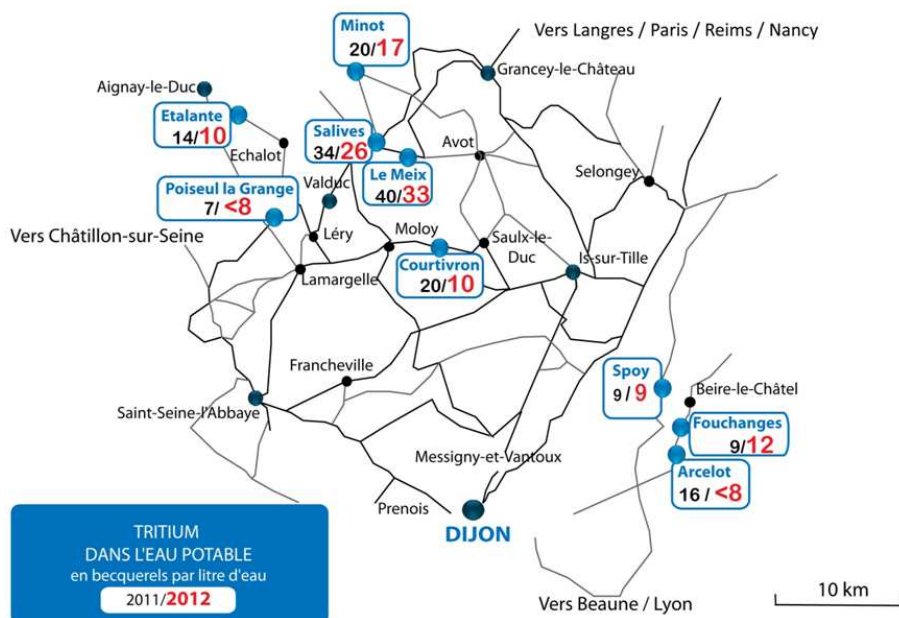 Minot
20/17
Vers Langres / Paris / Reims / Nancy
Grancey-le-Château
Aignay-le-Duc
Etalante
14/10
Echalot
Salives
34/26
Avot
Le Meix
40/33
Selongey
Valduc
Poiseul la Grange
7/ <8
Vers Châtillon-sur-Seine
Léry
Moloy
Saulx-le-
Duc
Is-sur-Tille
Lamargelle
Courtivron
20/10
Francheville
Spoy
9 / 9
Beire-le-Châtel
Saint-Seine-l'Abbaye
Fouchanges
9/12
Messigny-et-Vantoux
Arcelot
16 / <8
Prenois
DIJON
TRITIUM
DANS L'EAU POTABLE
en becquerels par litre d'eau
2011/2012
10 km
Vers Beaune / Lyon